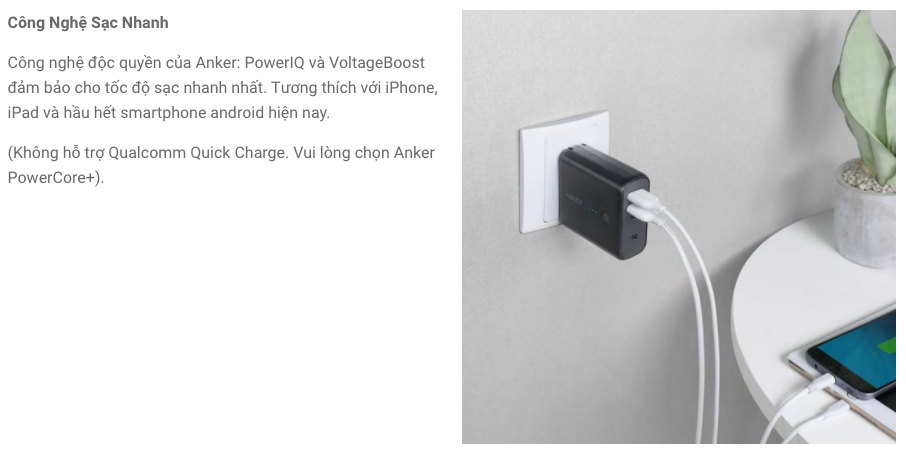 Công Nghệ Sạc Nhanh
Công nghệ độc quyền của Anker: PowerIQ và VoltageBoost
đảm bảo cho tốc độ sạc nhanh nhất. Tương thích với iPhone,
iPad và hầu hết smartphone android hiện nay.
(Không hỗ trợ Qualcomm Quick Charge. Vui lòng chọn Anker
PowerCore+).
ANKER